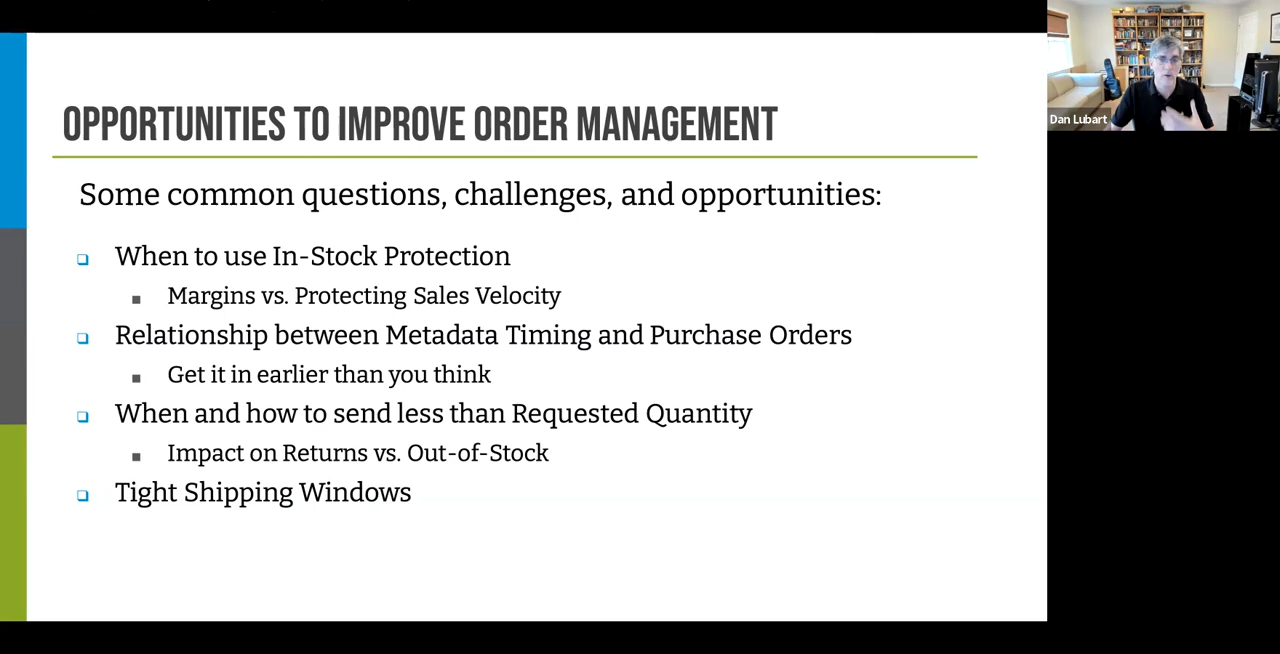 OPPORTUNITIES TO IMPROVE ORDER MANAGEMENT
Some common questions, challenges, and opportunities:
When to use In-Stock Protection
Margins vs. Protecting Sales Velocity
Relationship between Metadata Timing and Purchase Orders
Get it in earlier than you think
When and how to send less than Requested Quantity
Impact on Returns vs. Out-of-Stock
Tight Shipping Windows
Dan Lubart